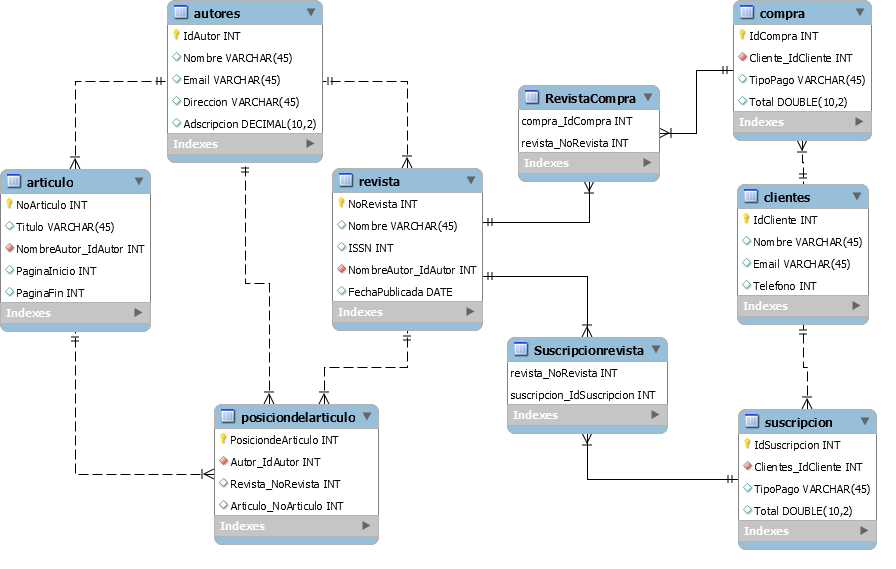 autores
IdAutor INT
Nombre VARCHAR(45)
Email VARCHAR(45)
Direccion VARCHAR(45)
Adscripcion DECIMAL(10,2)
Indexes
compra
IdCompra INT
Cliente_IdCliente INT
TipoPago VARCHAR(45)
Total DOUBLE(10,2)
Indexes
RevistaCompra
compra_IdCompra INT
revista_NoRevista INT
Indexes
articulo
NoArticulo INT
Titulo VARCHAR(45)
NombreAutor_IdAutor INT
PaginaInicio INT
PaginaFin INT
Indexes
revista
NoRevista INT
Nombre VARCHAR(45)
ISSN INT
NombreAutor_IdAutor INT
FechaPublicada DATE
Indexes
clientes
IdCliente INT
Nombre VARCHAR(45)
Email VARCHAR(45)
Telefono INT
Indexes
Suscripcionrevista
revista_NoRevista INT
suscripcion_IdSuscripcion INT
Indexes
posiciondelarticulo
PosiciondeArticulo INT
Autor_IdAutor INT
Revista_NoRevista INT
Articulo_NoArticulo INT
Indexes
suscripcion
IdSuscripcion INT
Clientes_IdCliente INT
TipoPago VARCHAR(45)
Total DOUBLE(10,2)
Indexes